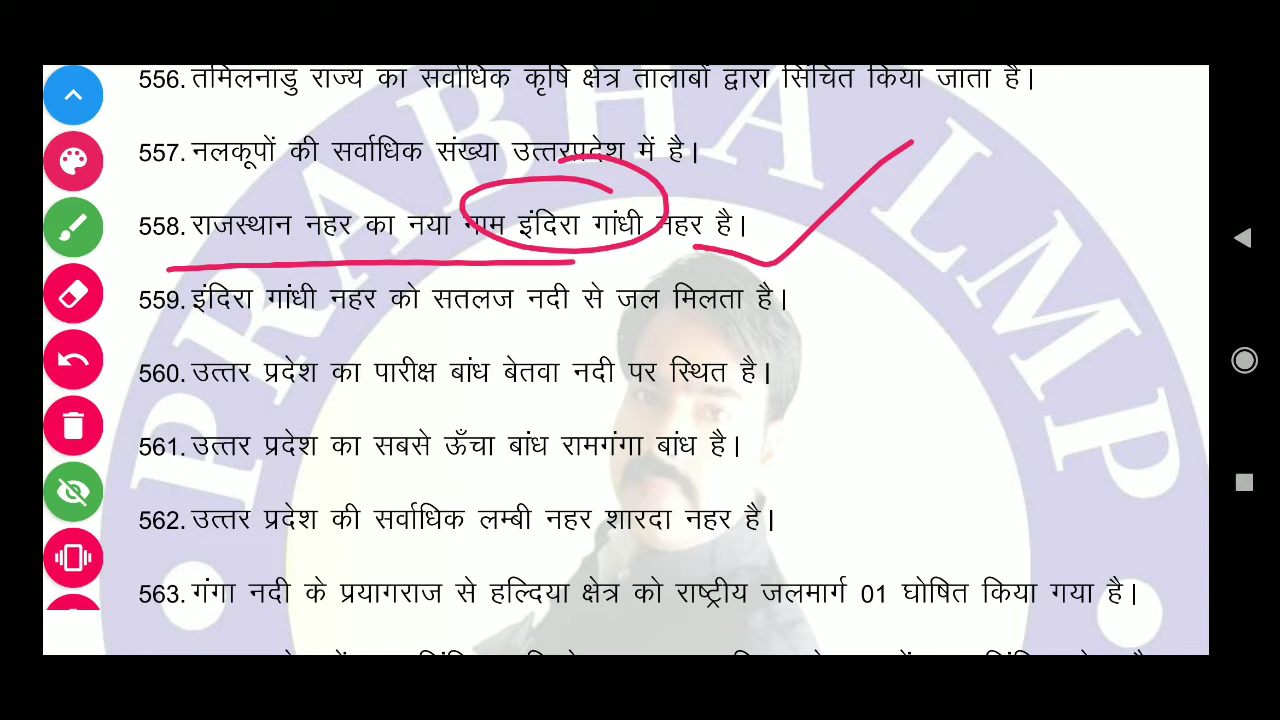 556. तमिलनाडु राज्य का सर्वाधिक कृषि क्षेत्र तालाबों द्वारा सिंचित किया जाता है।
557. नलकूपों की सर्वाधिक संख्या उत्तरप्रदेश में है।
558. राजस्थान नहर का नया नाम इंदिरा गांधी नहर है।
559. इंदिरा गांधी नहर को सतलज नदी से जल मिलता है।
560. उत्तर प्रदेश का पारीक्ष बांध बेतवा नदी पर स्थित है।
561. उत्तर प्रदेश का सबसे ऊँचा बांध रामगंगा बांध है।
562. उत्तर प्रदेश की सर्वाधिक लम्बी नहर शारदा नहर है।
563. गंगा नदी के प्रयागराज से हल्दिया क्षेत्र को राष्ट्रीय जलमार्ग 01 घोषित किया गया है।
PRABHA LMP